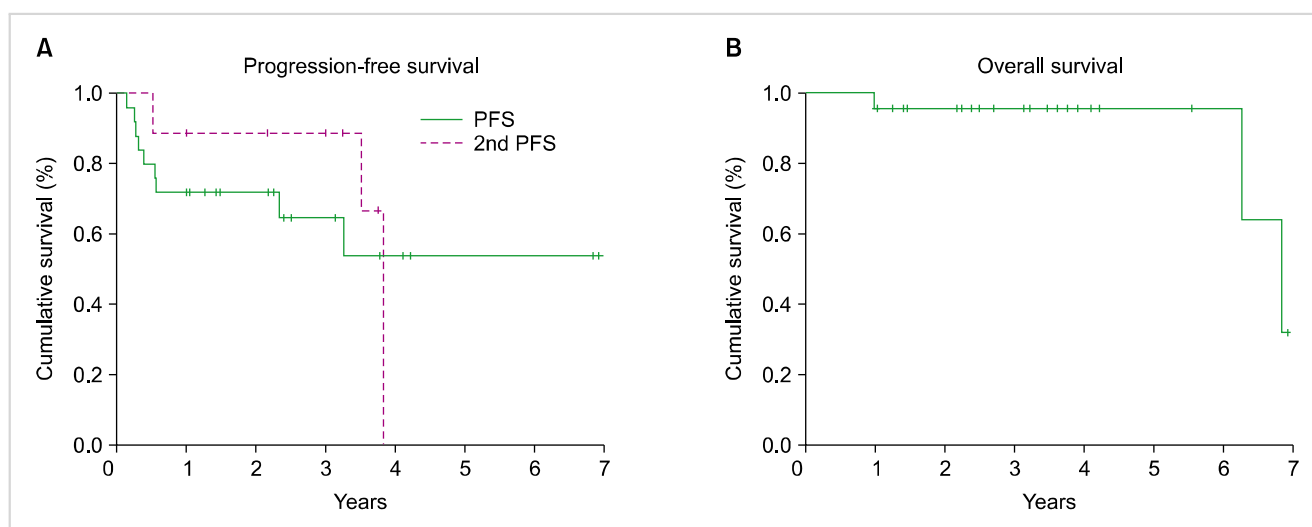 A
Progression-free survival
Cumulative survival (%)
1.0
0.8
0.6
0.4
0.2
0.0
PFS
2nd PFS
0 1 2 3 4 5 6 7
Years
B
Overall survival
Cumulative survival (%)
1.0
0.8
0.6
0.4
0.2
0.0
0 1 2 3 4 5 6 7
Years